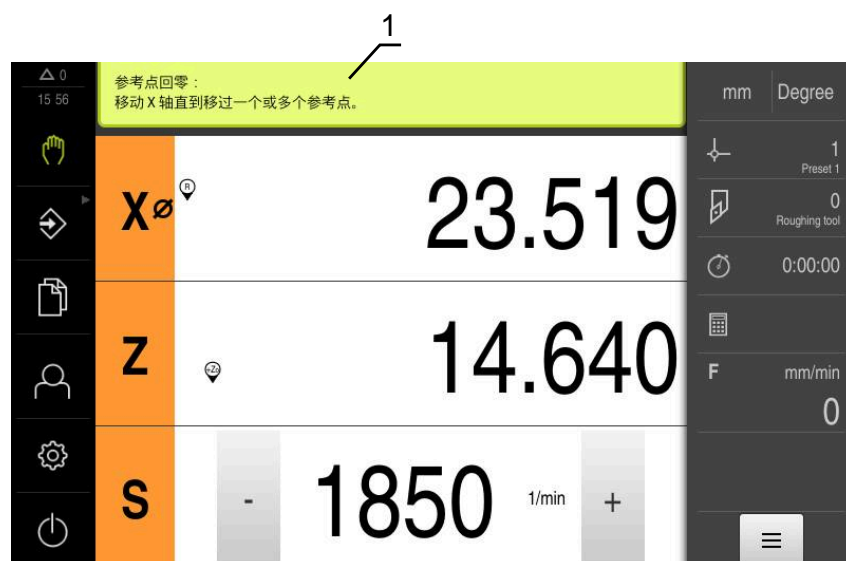 1
0
15 56
参考点回零：
移动 X 轴直到移过一个或多个参考点。
mm Degree
X⌀ R 23.519
1
Preset 1
0
Roughing tool
0:00:00
Z 14.640
F mm/min
0
S - 1850 1/min +